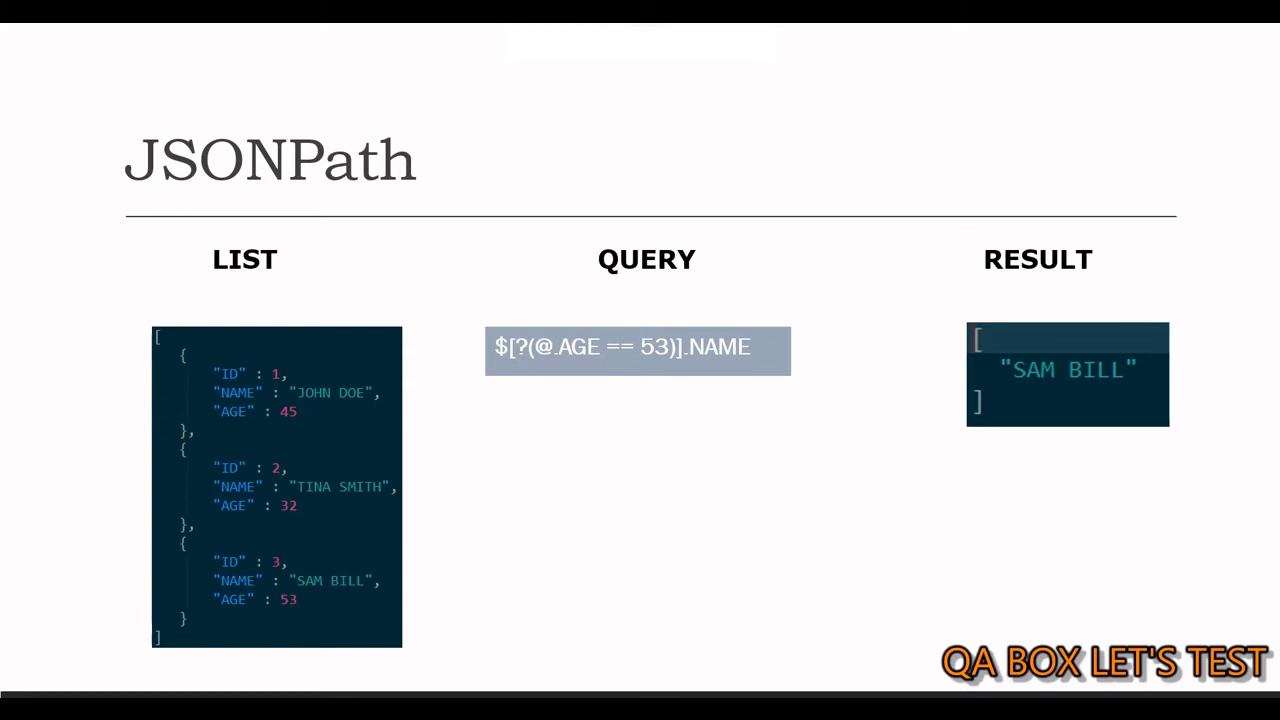 JSONPath
LIST
QUERY
RESULT
[
{
"ID" : 1,
"NAME" : "JOHN DOE",
"AGE" : 45
},
{
"ID" : 2,
"NAME" : "TINA SMITH",
"AGE" : 32
},
{
"ID" : 3,
"NAME" : "SAM BILL",
"AGE" : 53
}
]
$[?(@.AGE == 53)].NAME
[
"SAM BILL"
]
QA BOX LET'S TEST